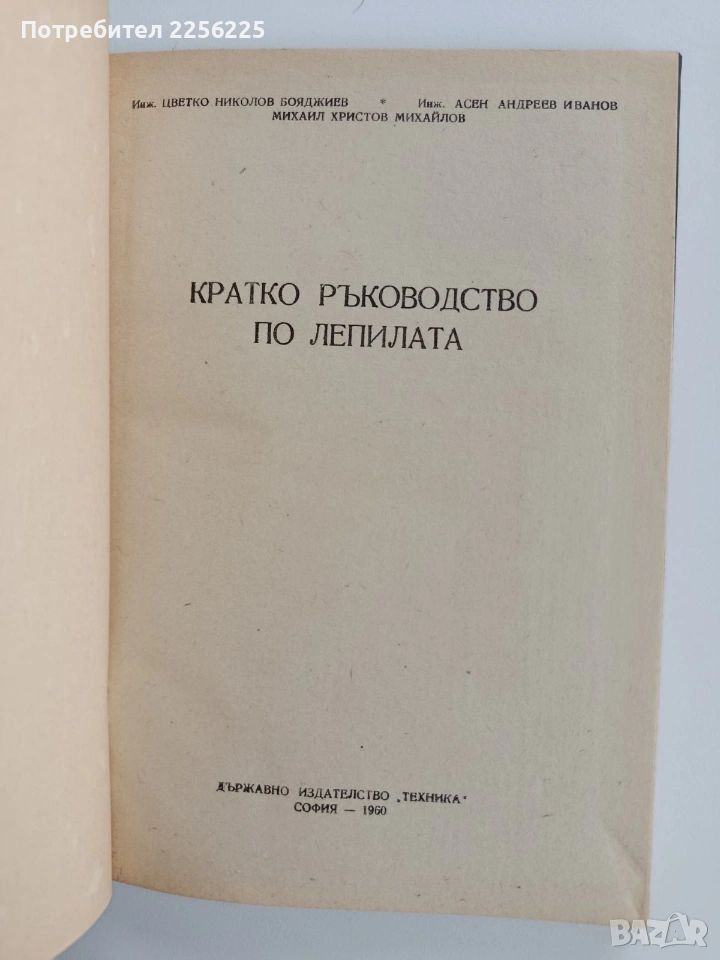 Потребител 2256225
Инж. ЦВЕТКО НИКОЛОВ БОЯДЖИЕВ * Инж. АСЕН АНДРЕЕВ ИВАНОВ
МИХАИЛ ХРИСТОВ МИХАЙЛОВ
КРАТКО РЪКОВОДСТВО
ПО ЛЕПИЛАТА
ДЪРЖАВНО ИЗДАТЕЛСТВО „ТЕХНИКА“
СОФИЯ — 1960
BAZAR